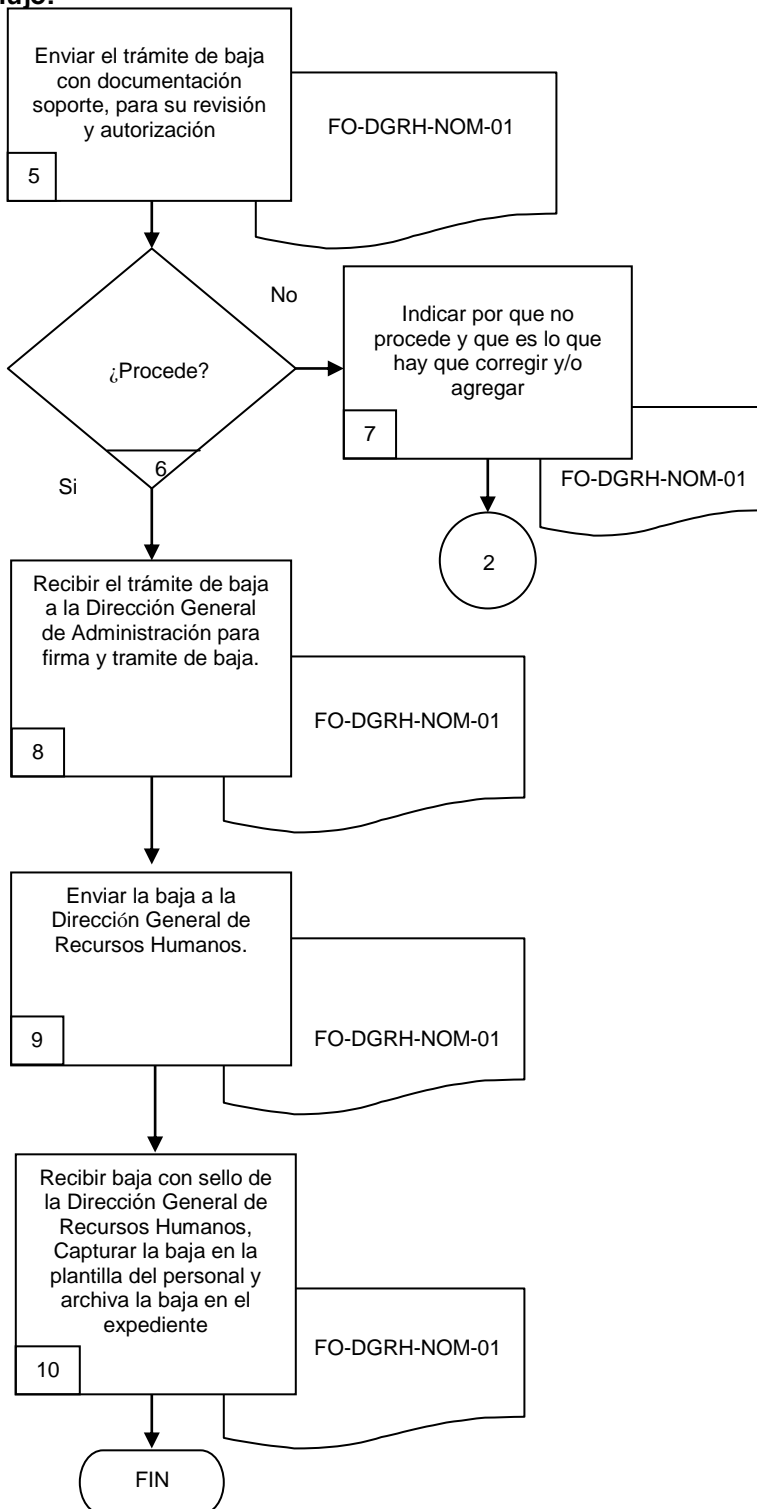 Enviar el trámite de baja
con documentación
soporte, para su revisión
y autorización
5
FO-DGRH-NOM-01
¿Procede?
6
No
Si
Indicar por que no
procede y que es lo que
hay que corregir y/o
agregar
7
FO-DGRH-NOM-01
2
Recibir el trámite de baja
a la Dirección General
de Administración para
firma y tramite de baja.
8
FO-DGRH-NOM-01
Enviar la baja a la
Dirección General de
Recursos Humanos.
9
FO-DGRH-NOM-01
Recibir baja con sello de
la Dirección General de
Recursos Humanos,
Capturar la baja en la
plantilla del personal y
archiva la baja en el
expediente
10
FO-DGRH-NOM-01
FIN